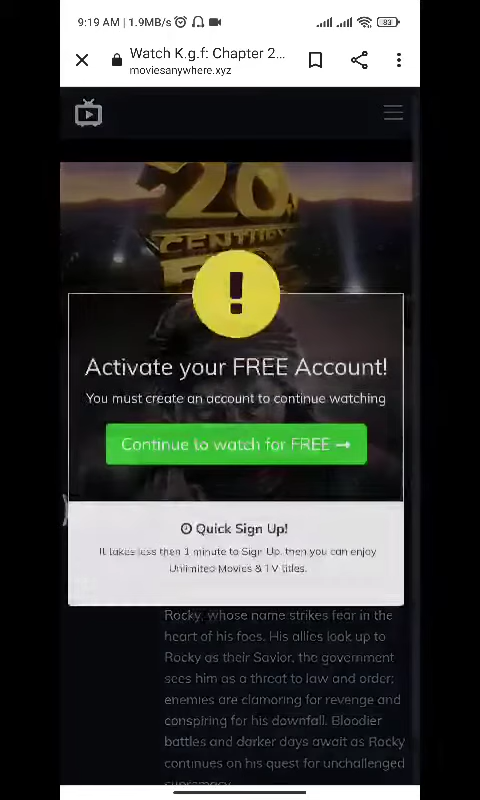 9:19 AM | 1.9MB/s
83
Watch K.g.f: Chapter 2...
moviesanywhere.xyz
20
CENTURY
!
Activate your FREE Account!
You must create an account to continue watching
Continue to watch for FREE →
Quick Sign Up!
It takes less then 1 minute to Sign Up, then you can enjoy
Unlimited Movies & TV titles.
Rocky, whose name strikes fear in the
heart of his foes. His allies look up to
Rocky as their Savior, the government
sees him as a threat to law and order;
enemies are clamoring for revenge and
conspiring for his downfall. Bloodier
battles and darker days await as Rocky
continues on his quest for unchallenged
supremacy.